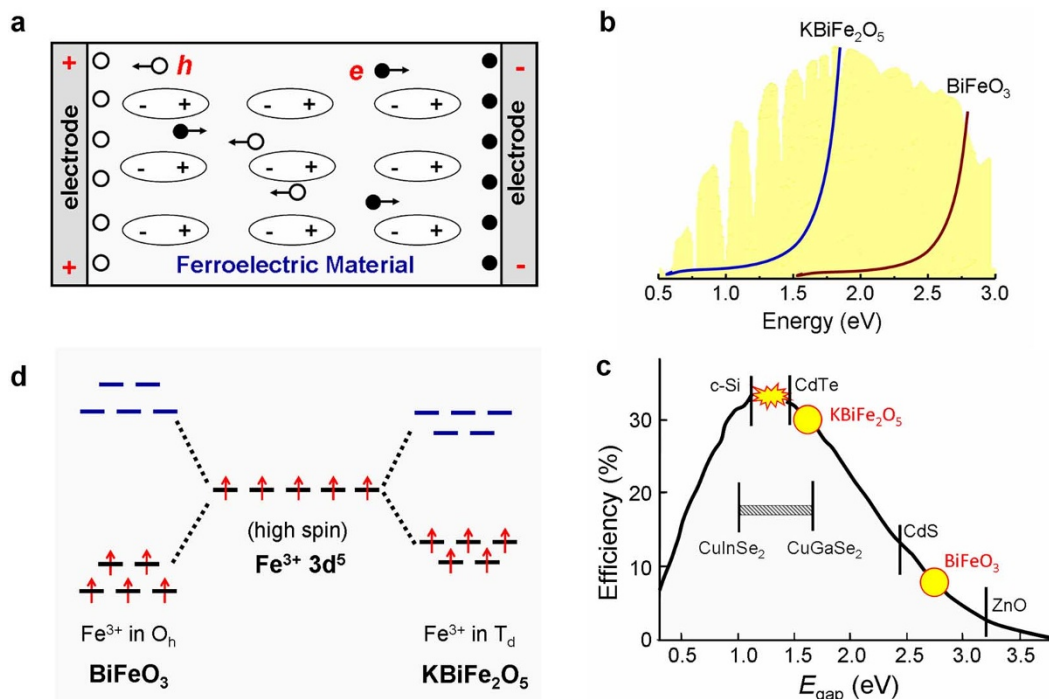 a
+
h
e
-
- +
- +
- +
electrode
electrode
- +
- +
- +
- +
- +
- +
+
Ferroelectric Material
-
b
KBiFe₂O₅
BiFeO₃
0.5 1.0 1.5 2.0 2.5 3.0
Energy (eV)
d
(high spin)
Fe³⁺ 3d⁵
Fe³⁺ in Oₕ
BiFeO₃
Fe³⁺ in T_d
KBiFe₂O₅
c
c-Si
CdTe
KBiFe₂O₅
CuInSe₂
CuGaSe₂
CdS
BiFeO₃
ZnO
30
20
10
0
Efficiency (%)
0.5 1.0 1.5 2.0 2.5 3.0 3.5
E_gap (eV)